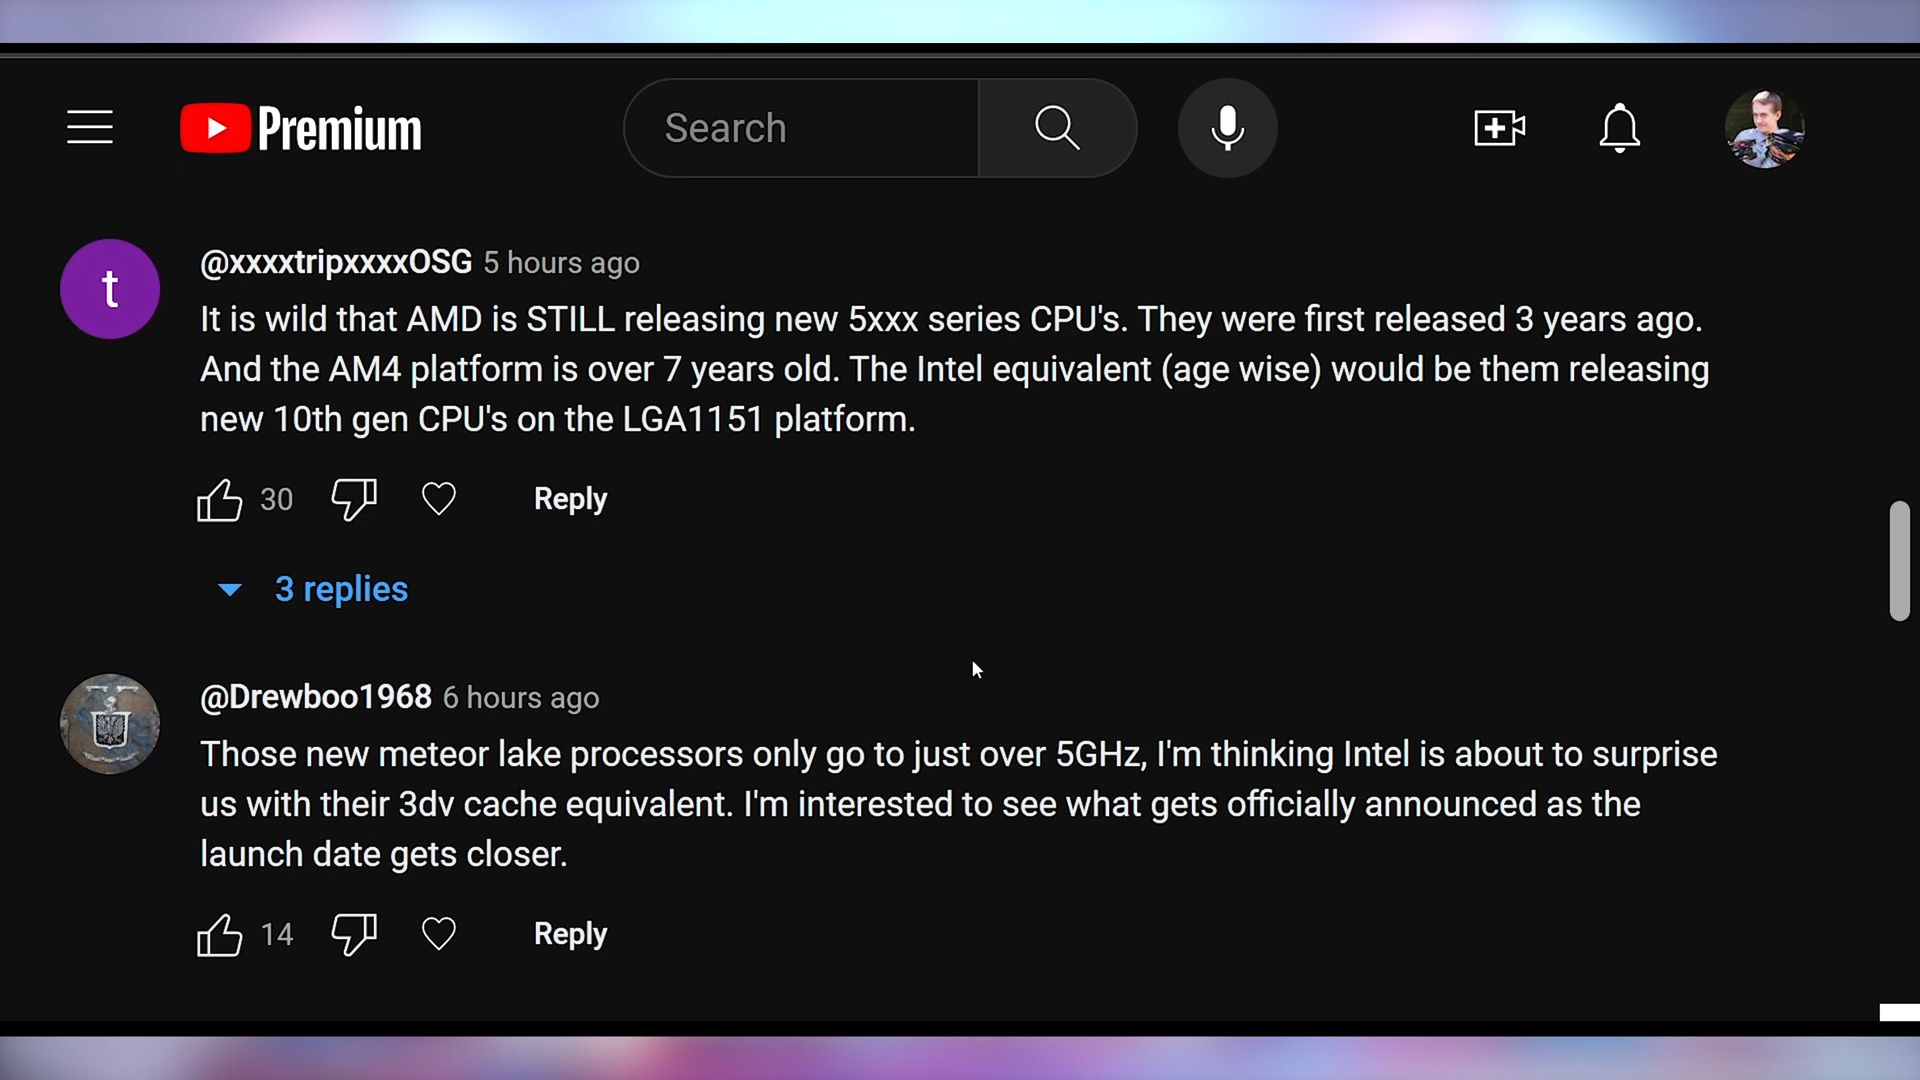 Premium
Search
t
@xxxxtripxxxxOSG 5 hours ago
It is wild that AMD is STILL releasing new 5xxx series CPU's. They were first released 3 years ago.
And the AM4 platform is over 7 years old. The Intel equivalent (age wise) would be them releasing
new 10th gen CPU's on the LGA1151 platform.
30 Reply
3 replies
@Drewboo1968 6 hours ago
Those new meteor lake processors only go to just over 5GHz, I'm thinking Intel is about to surprise
us with their 3dv cache equivalent. I'm interested to see what gets officially announced as the
launch date gets closer.
14 Reply